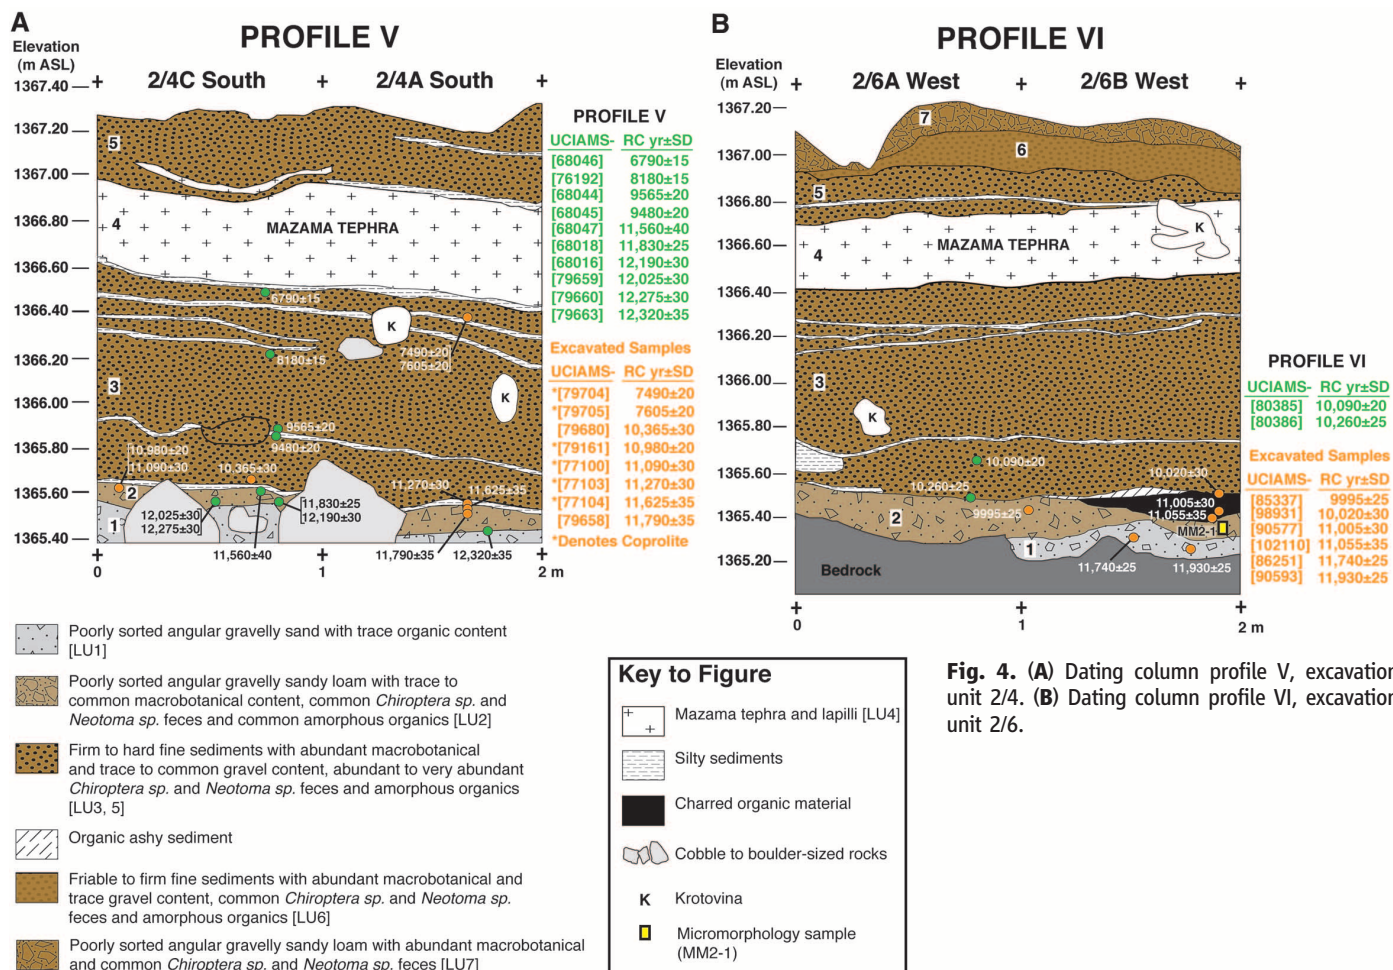 A
PROFILE V
Elevation
(m ASL)
2/4C South
2/4A South
1367.40
1367.20
1367.00
1366.80
1366.60
1366.40
1366.20
1366.00
1365.80
1365.60
1365.40
5
4
MAZAMA TEPHRA
6790±15
K
7490±20
7605±20
8180±15
3
K
9565±20
9480±20
10,980±20
11,090±30
10,365±30
11,270±30
11,625±35
2
11,830±25
12,190±30
12,025±30
12,275±30
1
11,560±40
11,790±35
12,320±35
0
1
2 m
PROFILE V
UCIAMS- RC yr±SD
[68046] 6790±15
[76192] 8180±15
[68044] 9565±20
[68045] 9480±20
[68047] 11,560±40
[68018] 11,830±25
[68016] 12,190±30
[79659] 12,025±30
[79660] 12,275±30
[79663] 12,320±35
Excavated Samples
UCIAMS- RC yr±SD
*[79704] 7490±20
*[79705] 7605±20
[79680] 10,365±30
*[79161] 10,980±20
*[77100] 11,090±30
*[77103] 11,270±30
*[77104] 11,625±35
[79658] 11,790±35
*Denotes Coprolite
B
PROFILE VI
Elevation
(m ASL)
2/6A West
2/6B West
1367.20
1367.00
1366.80
1366.60
1366.40
1366.20
1366.00
1365.80
1365.60
1365.40
1365.20
7
6
5
K
MAZAMA TEPHRA
4
3
K
10,090±20
10,020±30
10,260±25
11,005±30
11,055±35
9995±25
2
MM2-1
1
Bedrock
11,740±25
11,930±25
0
1
2 m
PROFILE VI
UCIAMS- RC yr±SD
[80385] 10,090±20
[80386] 10,260±25
Excavated Samples
UCIAMS- RC yr±SD
[85337] 9995±25
[98931] 10,020±30
[90577] 11,005±30
[102110] 11,055±35
[86251] 11,740±25
[90593] 11,930±25
Poorly sorted angular gravelly sand with trace organic content
[LU1]
Poorly sorted angular gravelly sandy loam with trace to
common macrobotanical content, common Chiroptera sp. and
Neotoma sp. feces and common amorphous organics [LU2]
Firm to hard fine sediments with abundant macrobotanical
and trace to common gravel content, abundant to very abundant
Chiroptera sp. and Neotoma sp. feces and amorphous organics
[LU3, 5]
Organic ashy sediment
Friable to firm fine sediments with abundant macrobotanical and
trace gravel content, common Chiroptera sp. and Neotoma sp.
feces and amorphous organics [LU6]
Poorly sorted angular gravelly sandy loam with abundant macrobotanical
and common Chiroptera sp. and Neotoma sp. feces [LU7]
Key to Figure
Mazama tephra and lapilli [LU4]
Silty sediments
Charred organic material
Cobble to boulder-sized rocks
K Krotovina
Micromorphology sample
(MM2-1)
Fig. 4. (A) Dating column profile V, excavation
unit 2/4. (B) Dating column profile VI, excavation
unit 2/6.